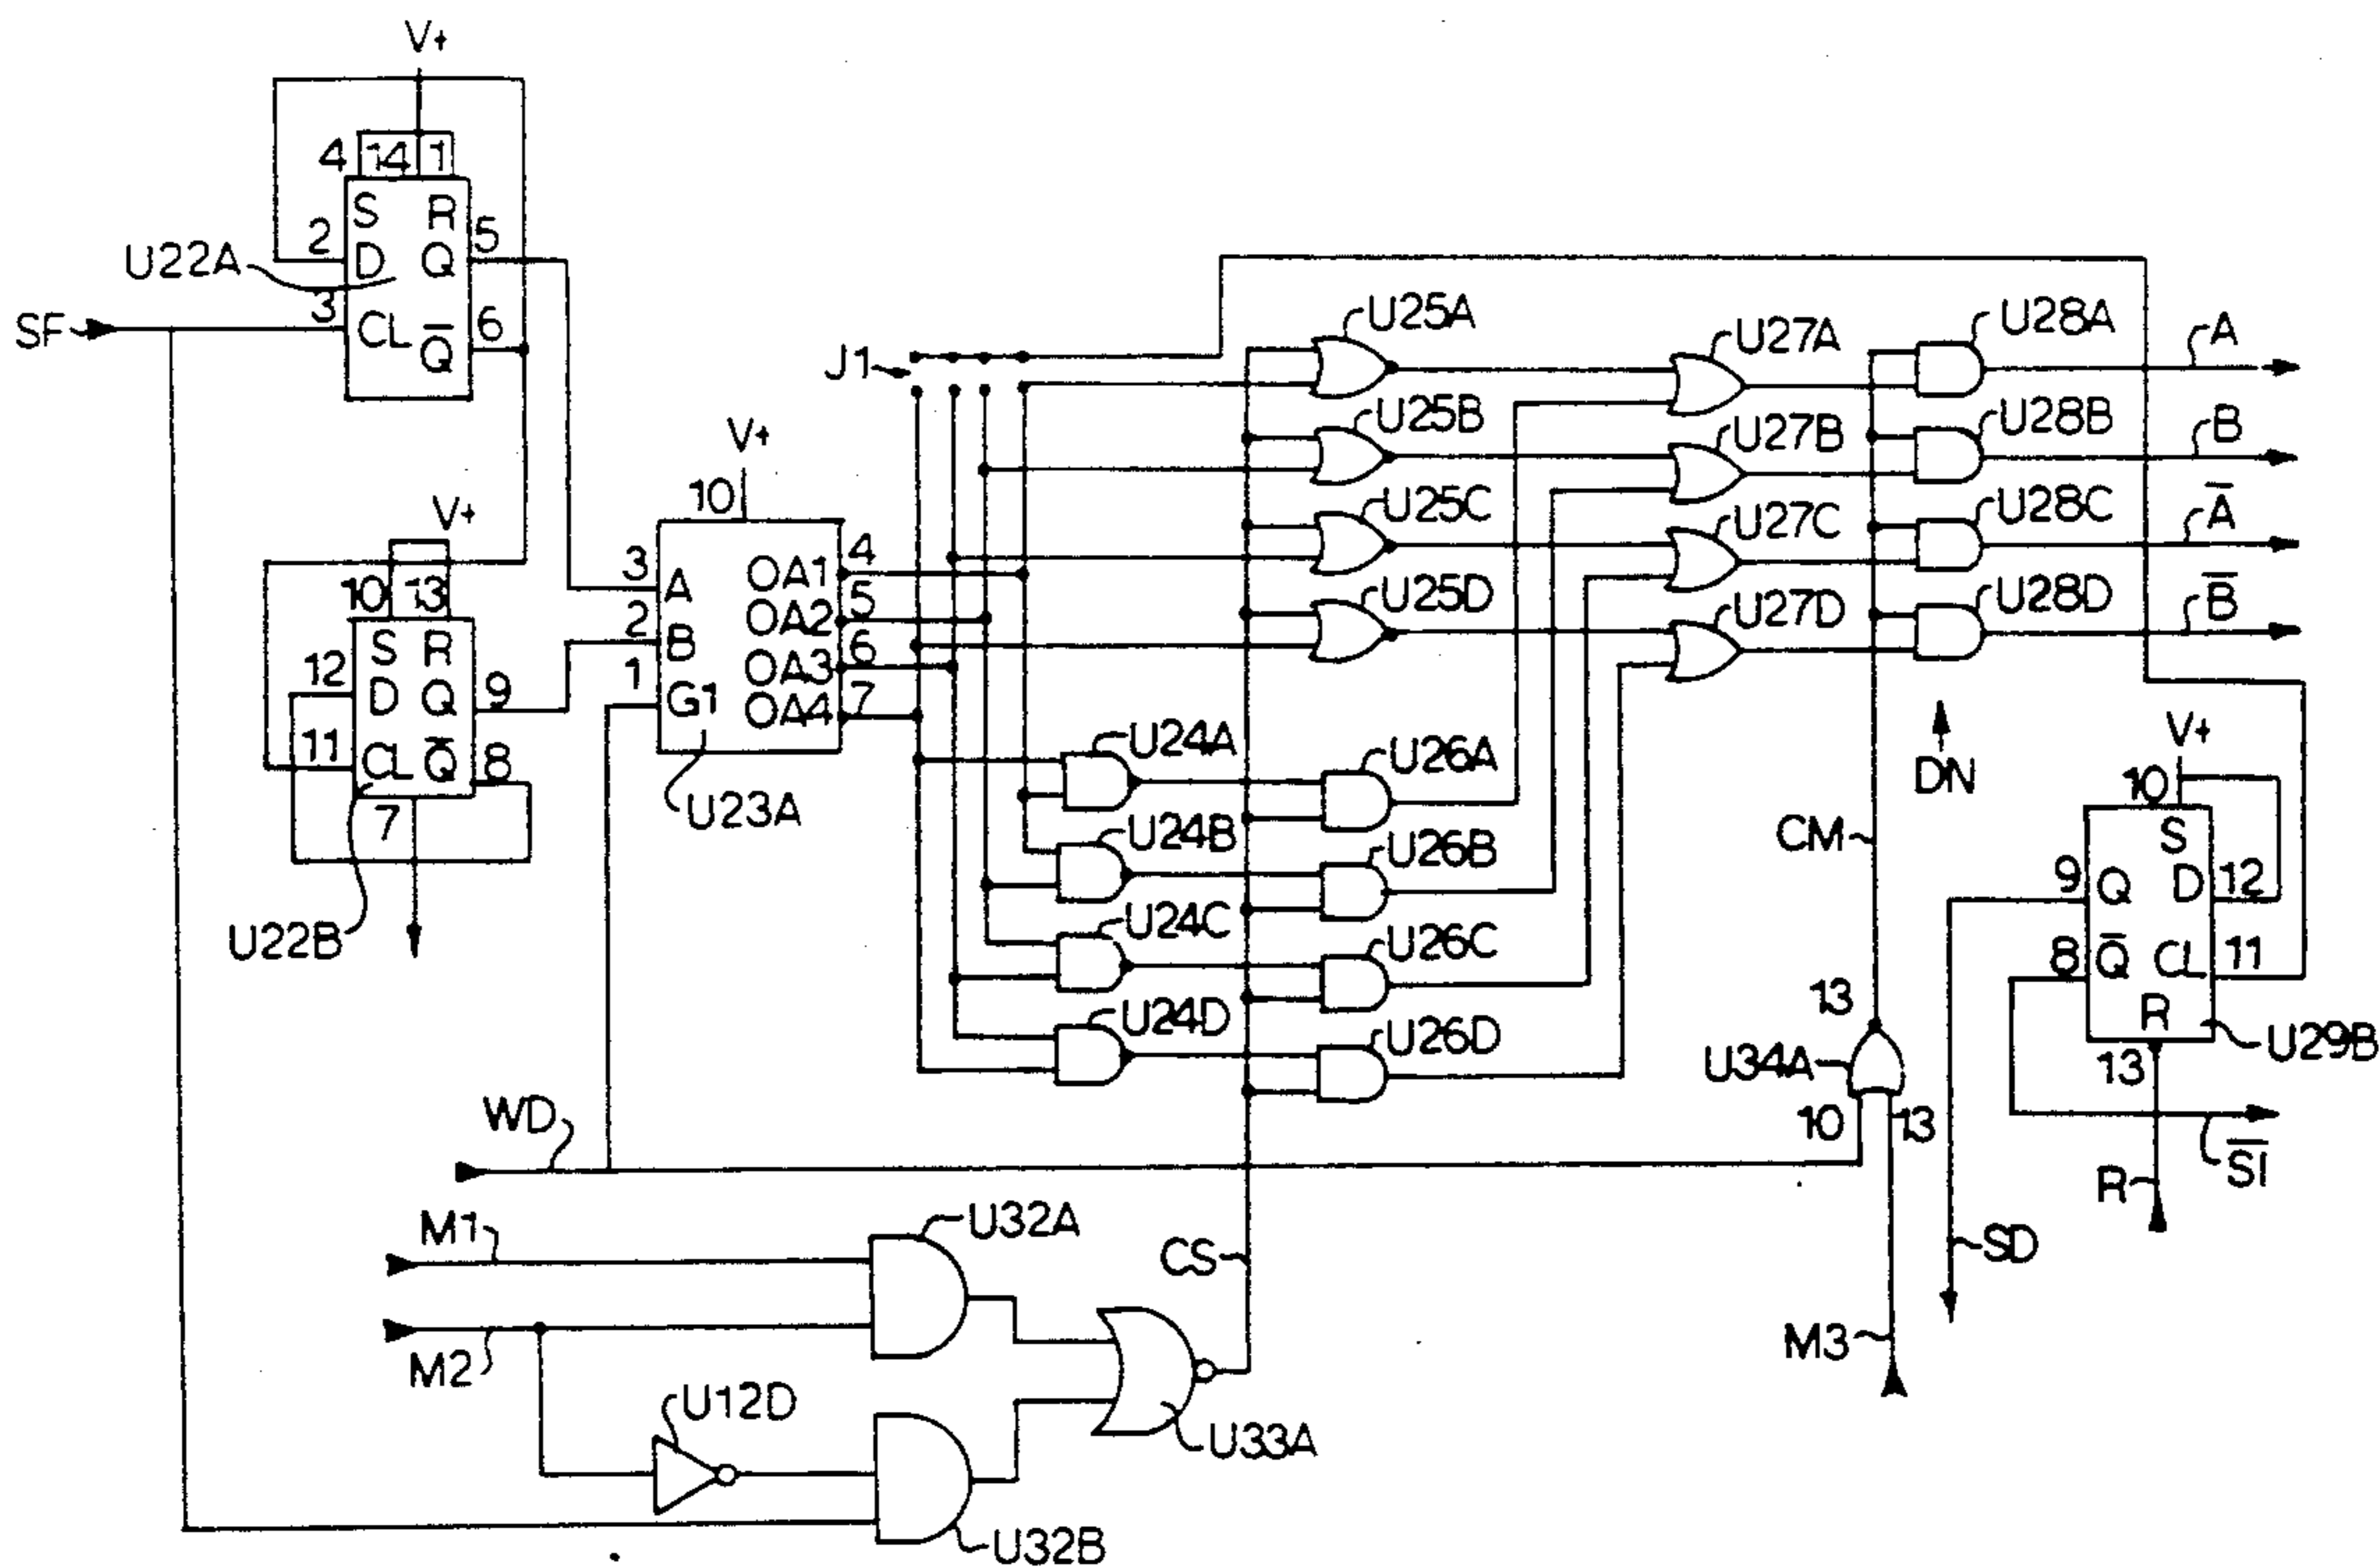 V+
4 14 1
S R
2 D Q 5
U22A
SF
3 CL Q̅ 6
V+
10 13
S R
12 D Q 9
11 CL Q̅ 8
7
U22B
V+
10
3 A OA1 4
2 B OA2 5
1 G1 OA3 6
OA4 7
U23A
J1
U25A
U25B
U25C
U25D
U27A
U27B
U27C
U27D
U28A
U28B
U28C
U28D
A
B
A̅
B̅
DN
U24A
U24B
U24C
U24D
U26A
U26B
U26C
U26D
CM
V+
10
S
9 Q D 12
8 Q̅ CL 11
R
13
U29B
13
U34A
10 13
S̅I̅
R
SD
M3
WD
M1
M2
U32A
CS
U12D
U33A
U32B